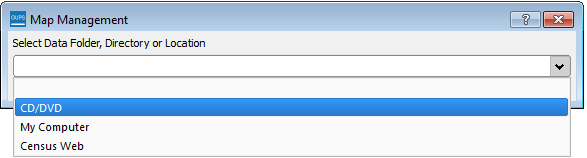 GUPS Map Management ?
Select Data Folder, Directory or Location
CD/DVD
My Computer
Census Web